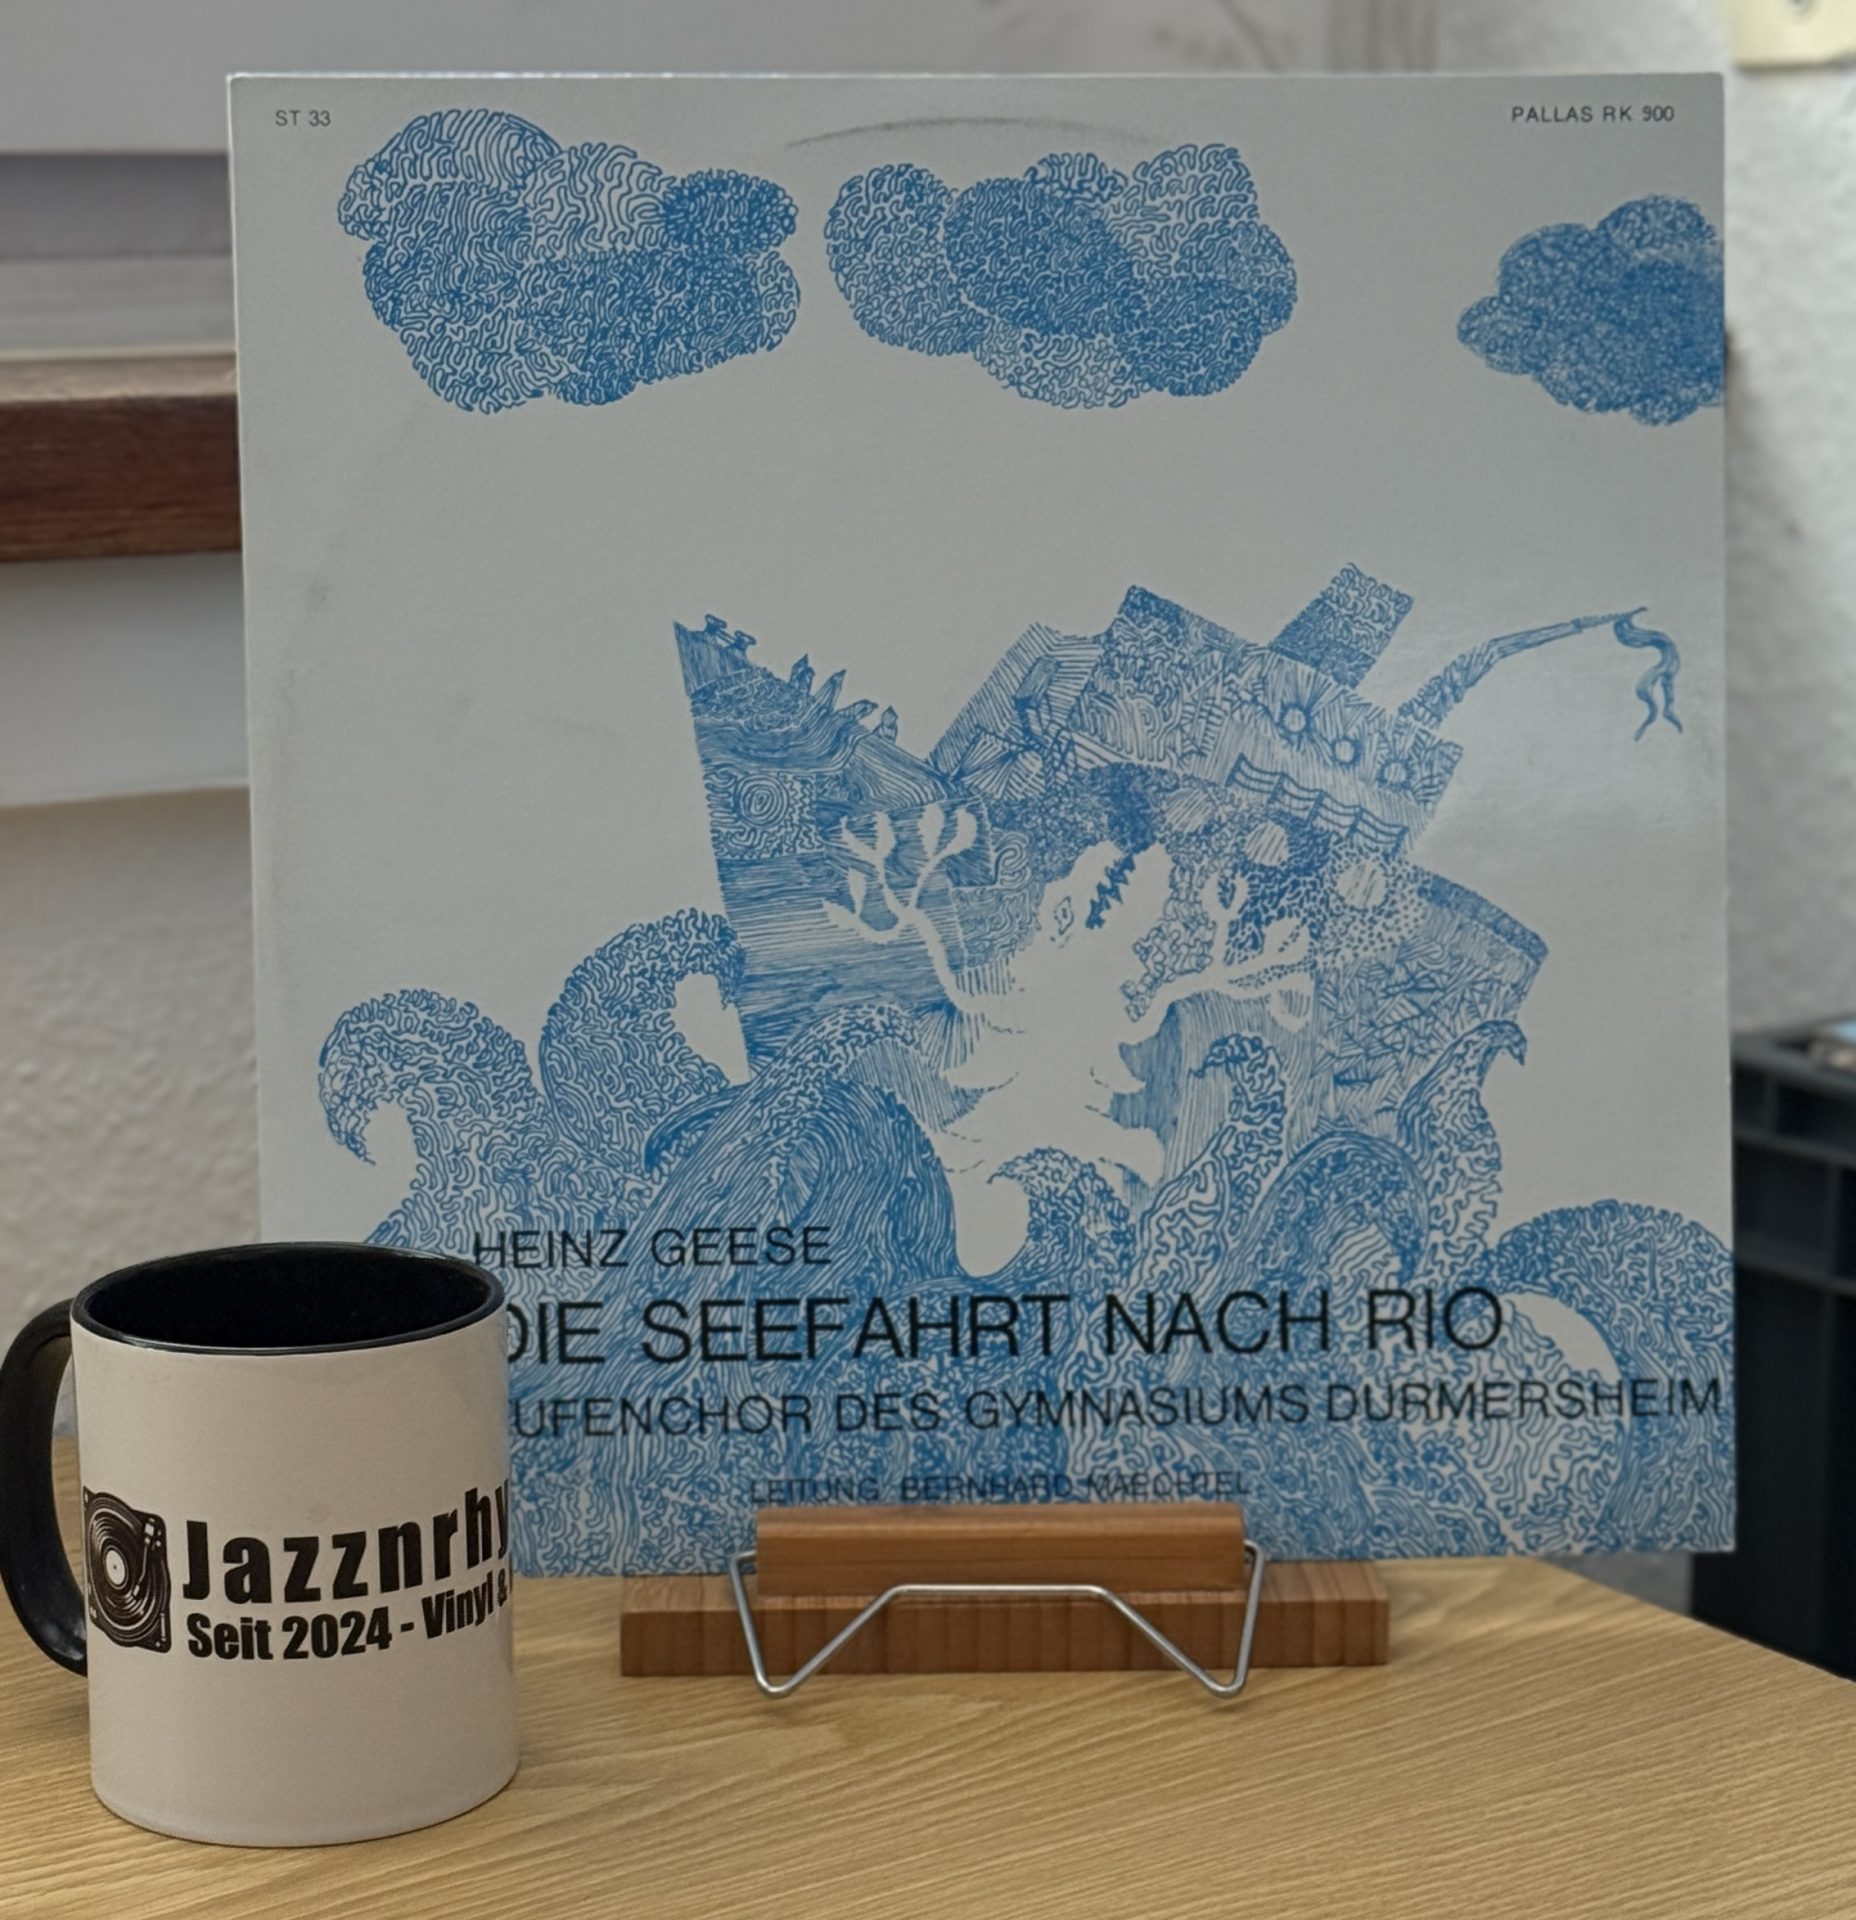 ST 33
PALLAS RK 900
HEINZ GEESE
DIE SEEFAHRT NACH RIO
UFENCHOR DES GYMNASIUMS DURMERSHEIM
LEITUNG BERNHARD MAECHTEL
Jazznrhy
Seit 2024 - Vinyl &